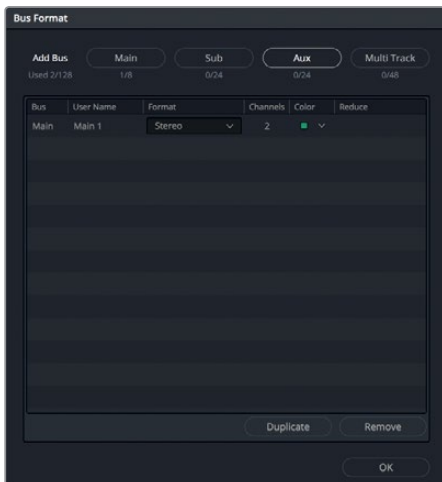 Bus Format
Add Bus Main Sub Aux Multi Track
Used 2/128 1/8 0/24 0/24 0/48
Bus User Name Format Channels Color Reduce
Main Main 1 Stereo 2
Duplicate Remove
OK